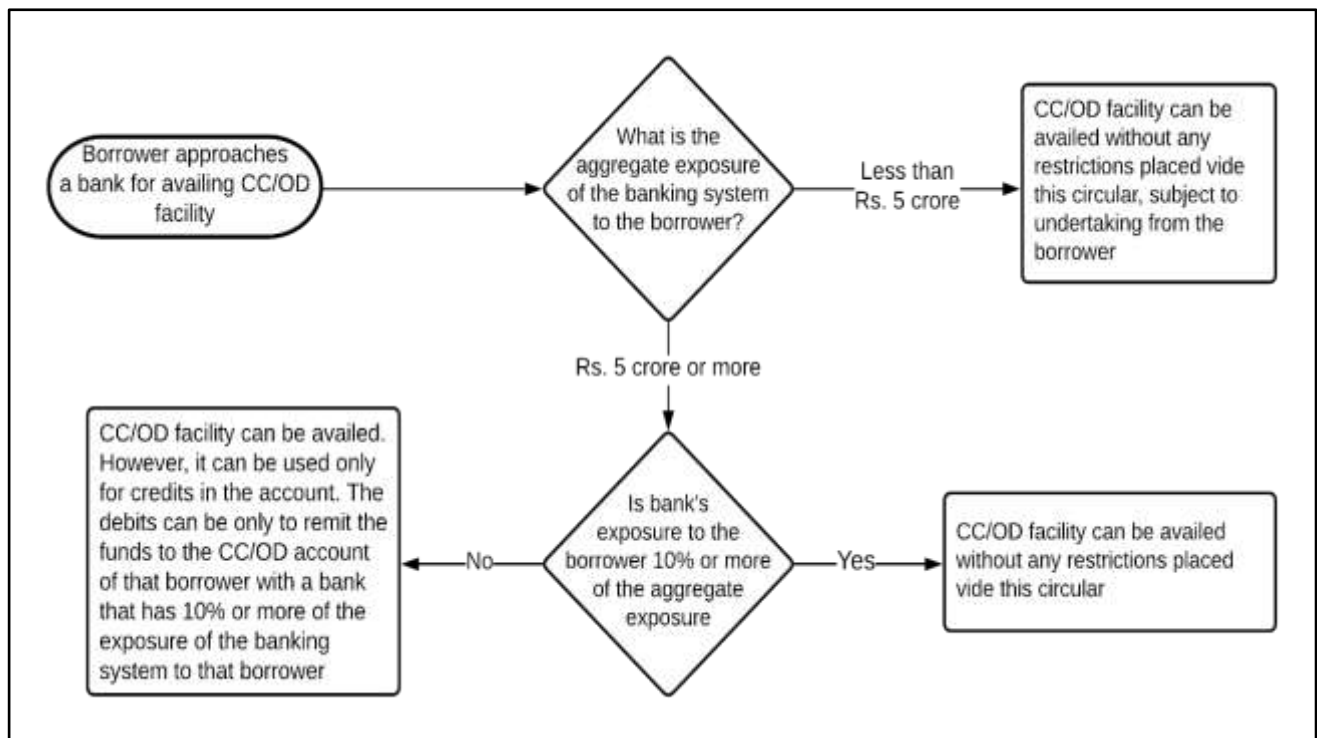 Borrower approaches
a bank for availing CC/OD
facility
What is the
aggregate exposure
of the banking system
to the borrower?
Less than
Rs. 5 crore
CC/OD facility can be
availed without any
restrictions placed vide
this circular, subject to
undertaking from the
borrower
Rs. 5 crore or more
CC/OD facility can be availed.
However, it can be used only
for credits in the account. The
debits can be only to remit the
funds to the CC/OD account
of that borrower with a bank
that has 10% or more of the
exposure of the banking
system to that borrower
No
Is bank's
exposure to the
borrower 10% or more
of the aggregate
exposure
Yes
CC/OD facility can be availed
without any restrictions placed
vide this circular